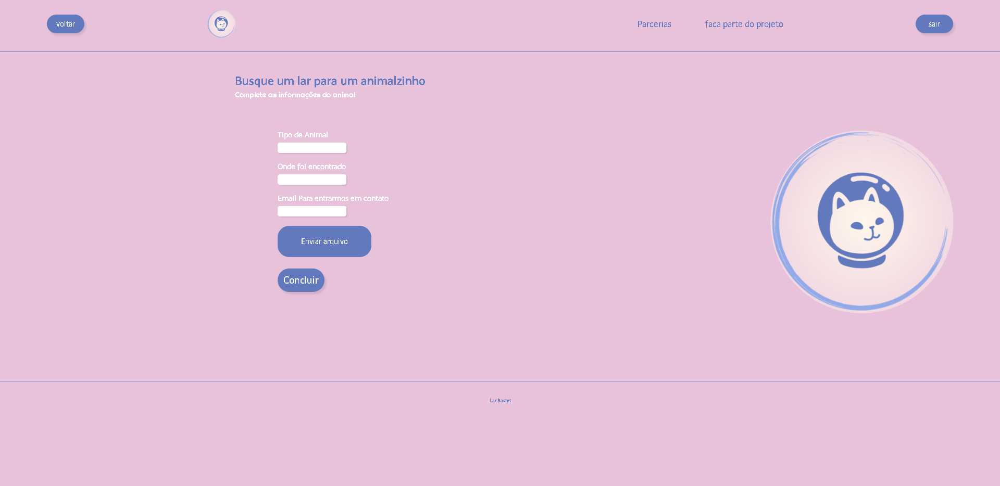 voltar
Parcerias
faca parte do projeto
sair
Busque um lar para um animalzinho
Complete as informações do animal
Tipo de Animal
Onde foi encontrado
Email Para entrarmos em contato
Enviar arquivo
Concluir
Lar Bastet